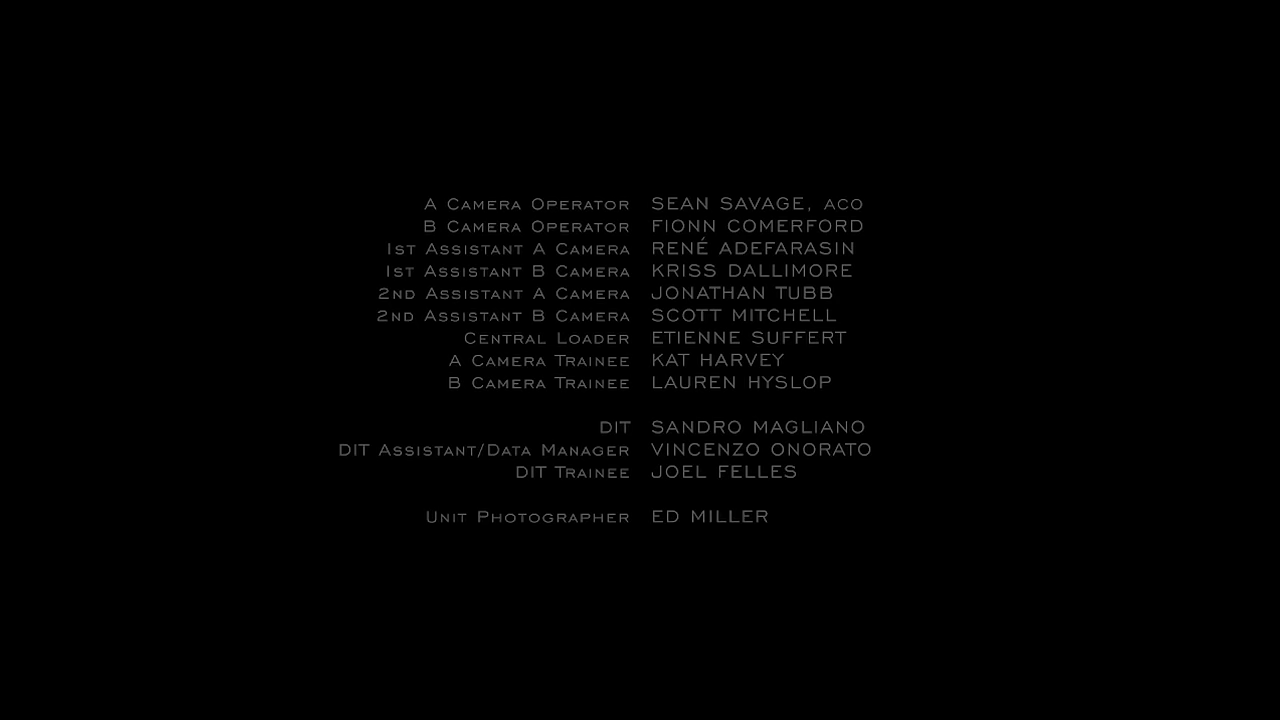 A Camera Operator SEAN SAVAGE, ACO
B Camera Operator FIONN COMERFORD
1st Assistant A Camera RENÉ ADEFARASIN
1st Assistant B Camera KRISS DALLIMORE
2nd Assistant A Camera JONATHAN TUBB
2nd Assistant B Camera SCOTT MITCHELL
Central Loader ETIENNE SUFFERT
A Camera Trainee KAT HARVEY
B Camera Trainee LAUREN HYSLOP
DIT SANDRO MAGLIANO
DIT Assistant/Data Manager VINCENZO ONORATO
DIT Trainee JOEL FELLES
Unit Photographer ED MILLER